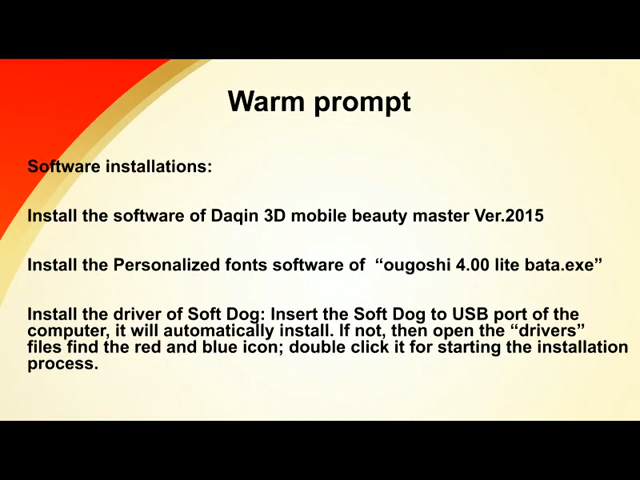 Warm prompt
Software installations:
Install the software of Daqin 3D mobile beauty master Ver.2015
Install the Personalized fonts software of “ougoshi 4.00 lite bata.exe”
Install the driver of Soft Dog: Insert the Soft Dog to USB port of the
computer, it will automatically install. If not, then open the “drivers”
files find the red and blue icon; double click it for starting the installation
process.